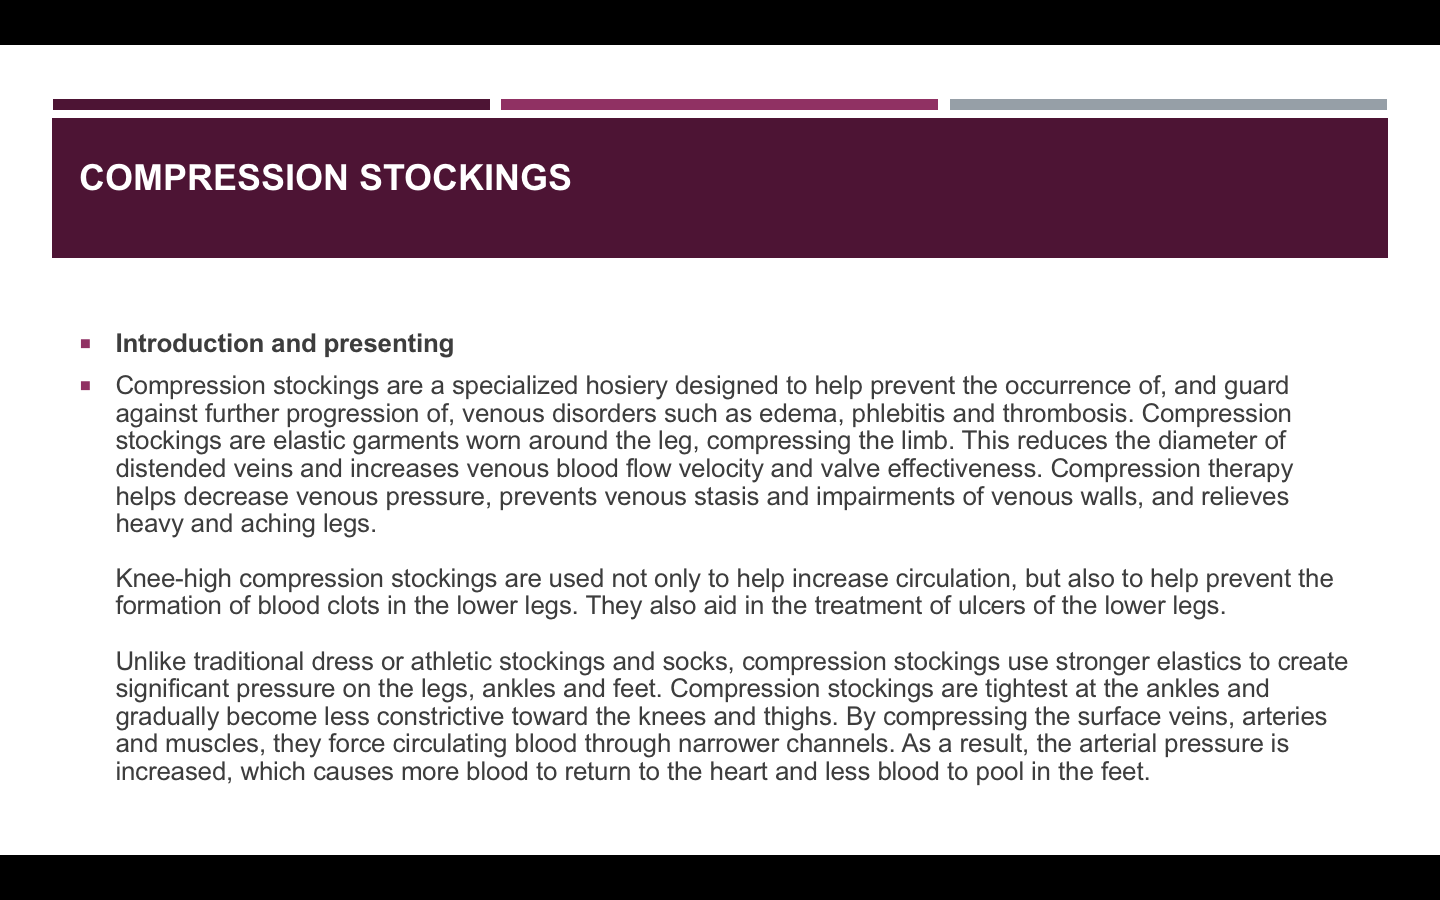 COMPRESSION STOCKINGS
Introduction and presenting
Compression stockings are a specialized hosiery designed to help prevent the occurrence of, and guard
against further progression of, venous disorders such as edema, phlebitis and thrombosis. Compression
stockings are elastic garments worn around the leg, compressing the limb. This reduces the diameter of
distended veins and increases venous blood flow velocity and valve effectiveness. Compression therapy
helps decrease venous pressure, prevents venous stasis and impairments of venous walls, and relieves
heavy and aching legs.
Knee-high compression stockings are used not only to help increase circulation, but also to help prevent the
formation of blood clots in the lower legs. They also aid in the treatment of ulcers of the lower legs.
Unlike traditional dress or athletic stockings and socks, compression stockings use stronger elastics to create
significant pressure on the legs, ankles and feet. Compression stockings are tightest at the ankles and
gradually become less constrictive toward the knees and thighs. By compressing the surface veins, arteries
and muscles, they force circulating blood through narrower channels. As a result, the arterial pressure is
increased, which causes more blood to return to the heart and less blood to pool in the feet.